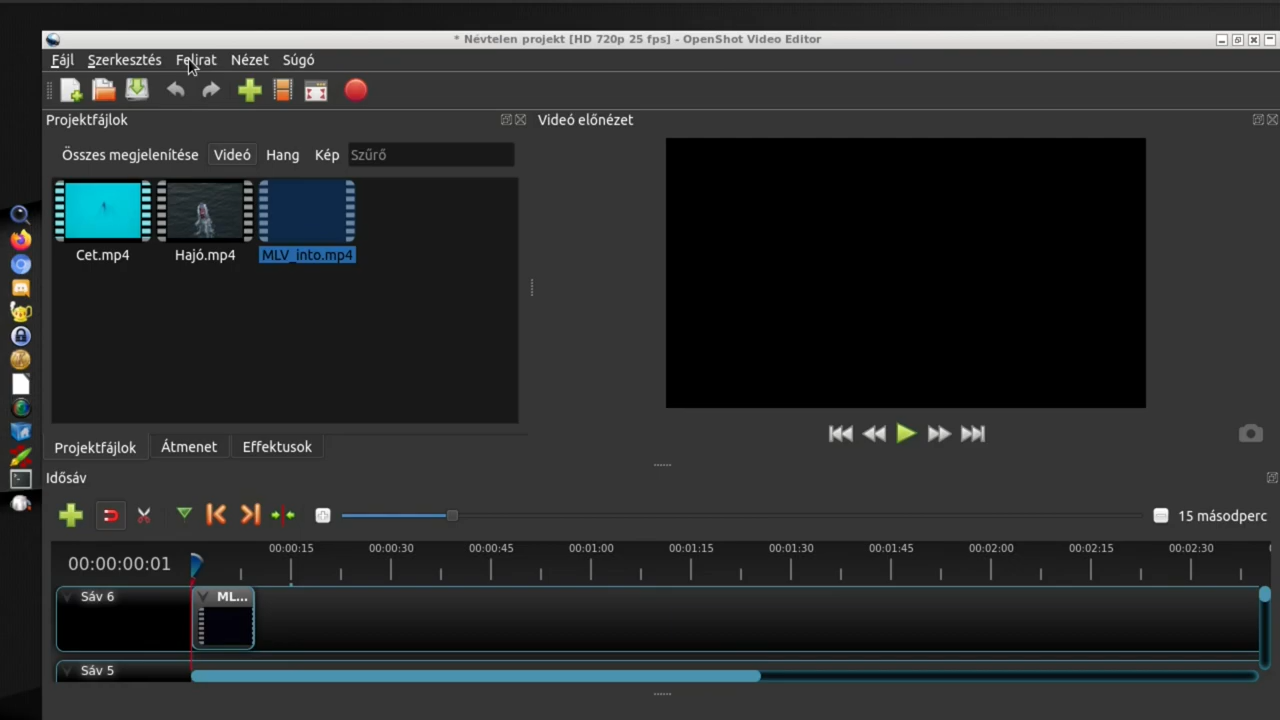 * Névtelen projekt [HD 720p 25 fps] - OpenShot Video Editor
Fájl Szerkesztés Felirat Nézet Súgó
Projektfájlok
Videó előnézet
Összes megjelenítése Videó Hang Kép Szűrő
Cet.mp4 Hajó.mp4 MLV_into.mp4
Projektfájlok Átmenet Effektusok
Idősáv
15 másodperc
00:00:00:01
00:00:15 00:00:30 00:00:45 00:01:00 00:01:15 00:01:30 00:01:45 00:02:00 00:02:15 00:02:30
Sáv 6 ML...
Sáv 5